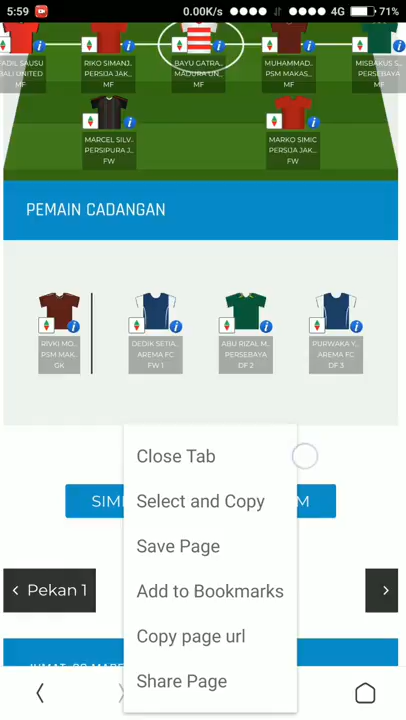 5:59 0.00K/s 4G 71%
FADIL SAUSU RIKO SIMANJ.. BAYU GATRA.. MUHAMMAD.. MISBAKUS S..
BALI UNITED PERSIJA JAK.. MADURA UN.. PSM MAKAS.. PERSEBAYA
MF MF MF MF MF
MARCEL SILV.. MARKO SIMIC
PERSIPURA J.. PERSIJA JAK..
FW FW
PEMAIN CADANGAN
RIVKI MO.. DEDIK SETIA.. ABU RIZAL M.. PURWAKA Y..
PSM MAK.. AREMA FC PERSEBAYA AREMA FC
GK FW 1 DF 2 DF 3
Close Tab
SIM M
Select and Copy
Save Page
Pekan 1
Add to Bookmarks
Copy page url
Share Page